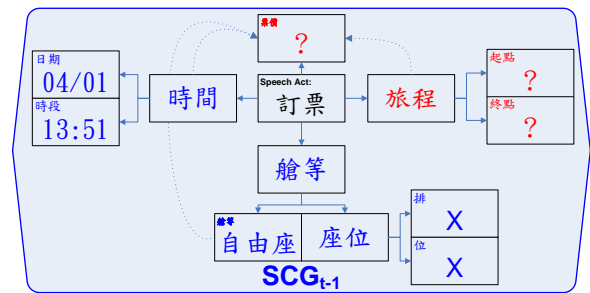 票價
?
日期
04/01
時段
13:51
時間
Speech Act:
訂票
旅程
起點
?
終點
?
艙等
艙等
自由座
座位
排
X
位
X
SCGt-1